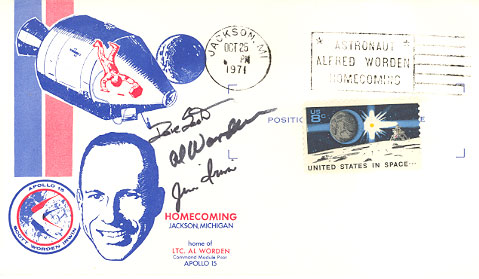 JACKSON, MI
OCT 25
PM
1971
ASTRONAUT
ALFRED WORDEN
HOMECOMING
US 8c
UNITED STATES IN SPACE...
Dave Scott
Al Worden
Jim Irwin
APOLLO 15
SCOTT WORDEN IRWIN
HOMECOMING
JACKSON, MICHIGAN
home of
LTC. AL WORDEN
Command Module Pilot
APOLLO 15